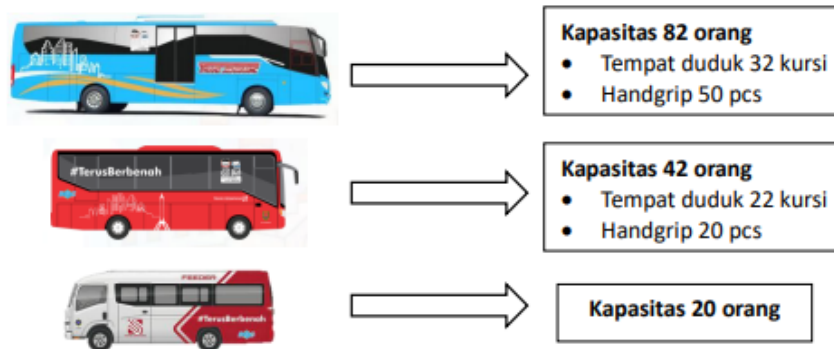 Kapasitas 82 orang
• Tempat duduk 32 kursi
• Handgrip 50 pcs
#TerusBerbenah
Kapasitas 42 orang
• Tempat duduk 22 kursi
• Handgrip 20 pcs
FEEDER
#TerusBerbenah
Kapasitas 20 orang